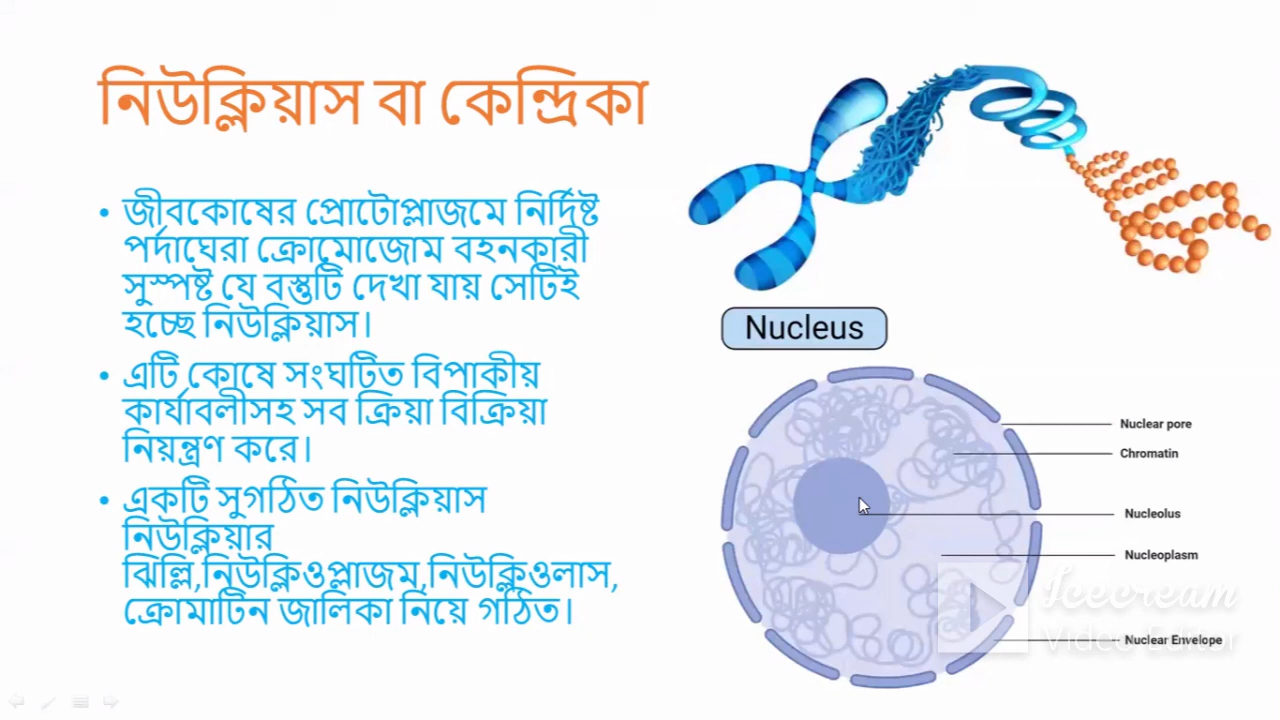 নিউক্লিয়াস বা কেন্দ্রিকা
• জীবকোষের প্রোটোপ্লাজমে নির্দিষ্ট
পর্দাঘেরা ক্রোমোজোম বহনকারী
সুস্পষ্ট যে বস্তুটি দেখা যায় সেটিই
হচ্ছে নিউক্লিয়াস।
• এটি কোষে সংঘটিত বিপাকীয়
কার্যাবলীসহ সব ক্রিয়া বিক্রিয়া
নিয়ন্ত্রণ করে।
• একটি সুগঠিত নিউক্লিয়াস
নিউক্লিয়ার
ঝিল্লি,নিউক্লিওপ্লাজম,নিউক্লিওলাস,
ক্রোমাটিন জালিকা নিয়ে গঠিত।
Nucleus
Nuclear pore
Chromatin
Nucleolus
Nucleoplasm
Nuclear Envelope
Icecream
Video Editor